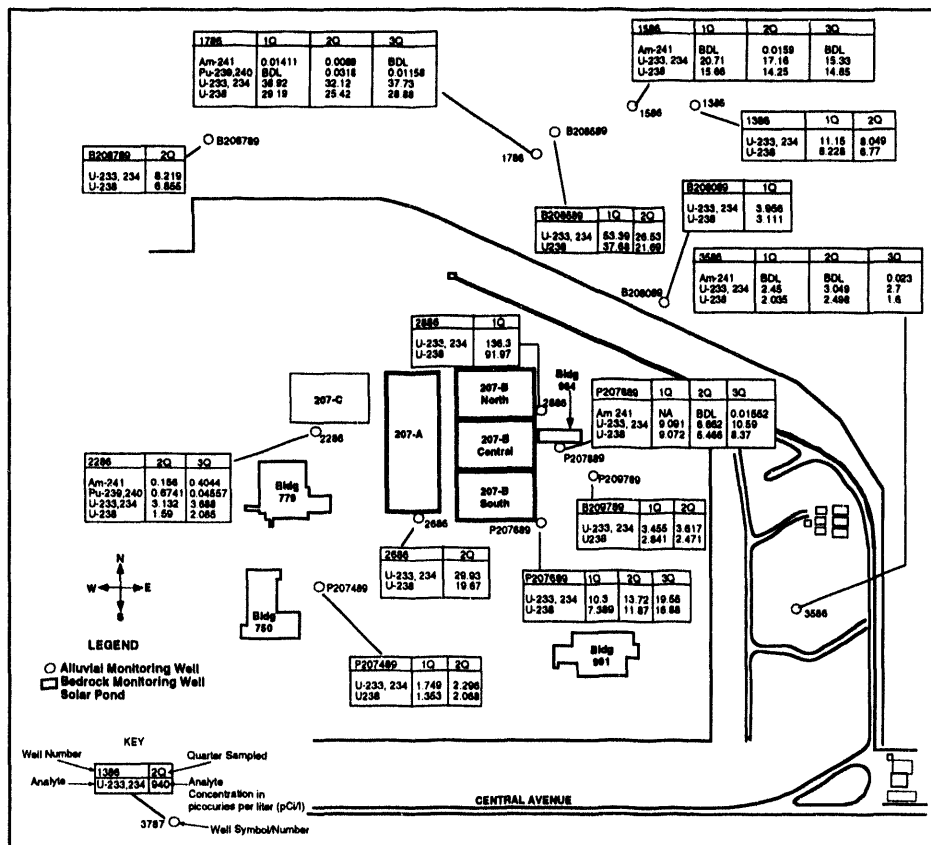 1786 1Q 2Q 3Q
Am-241 0.01411 0.0089 BDL
Pu-239,240 BDL 0.0318 0.01158
U-233, 234 38.92 32.12 37.73
U-238 29.19 25.42 28.88
1586 1Q 2Q 3Q
Am-241 BDL 0.0159 BDL
U-233, 234 20.71 17.16 15.33
U-238 15.66 14.25 14.85
1586
1386
1386 1Q 2Q
U-233, 234 11.15 8.049
U-238 8.228 6.77
B208789
B208789 2Q
U-233, 234 8.219
U-238 6.855
1786
B208589
B208589 1Q 2Q
U-233, 234 53.39 26.53
U238 37.68 21.69
B208089 1Q
U-233, 234 3.956
U-238 3.111
B208089
3586 1Q 2Q 3Q
Am-241 BDL BDL 0.023
U-233, 234 2.45 3.049 2.7
U-238 2.035 2.498 1.6
2886 1Q
U-233, 234 136.3
U-238 91.97
207-C
207-A
207-B
North
207-B
Central
207-B
South
Bldg
964
2886
P207889 1Q 2Q 3Q
Am 241 NA BDL 0.01552
U-233, 234 9.091 6.662 10.59
U-238 9.072 5.466 8.37
P207889
2286
2286 2Q 3Q
Am-241 0.156 0.4044
Pu-239,240 0.6741 0.04557
U-233,234 3.132 3.688
U-238 1.59 2.085
Bldg
779
2686
P207689
P209789
B209789 1Q 2Q
U-233, 234 3.455 3.617
U238 2.841 2.471
2686 2Q
U-233, 234 29.93
U-238 19.67
P207689 1Q 2Q 3Q
U-233, 234 10.3 13.72 19.56
U-238 7.389 11.87 16.88
N
W E
S
Bldg
750
P207489
P207489 1Q 2Q
U-233, 234 1.749 2.296
U238 1.353 2.068
Bldg
991
3586
LEGEND
Alluvial Monitoring Well
Bedrock Monitoring Well
Solar Pond
KEY
Well Number
Quarter Sampled
1386 2Q
Analyte
U-233,234 940
Analyte
Concentration in
picocuries per liter (pCi/l)
3787
Well Symbol/Number
CENTRAL AVENUE